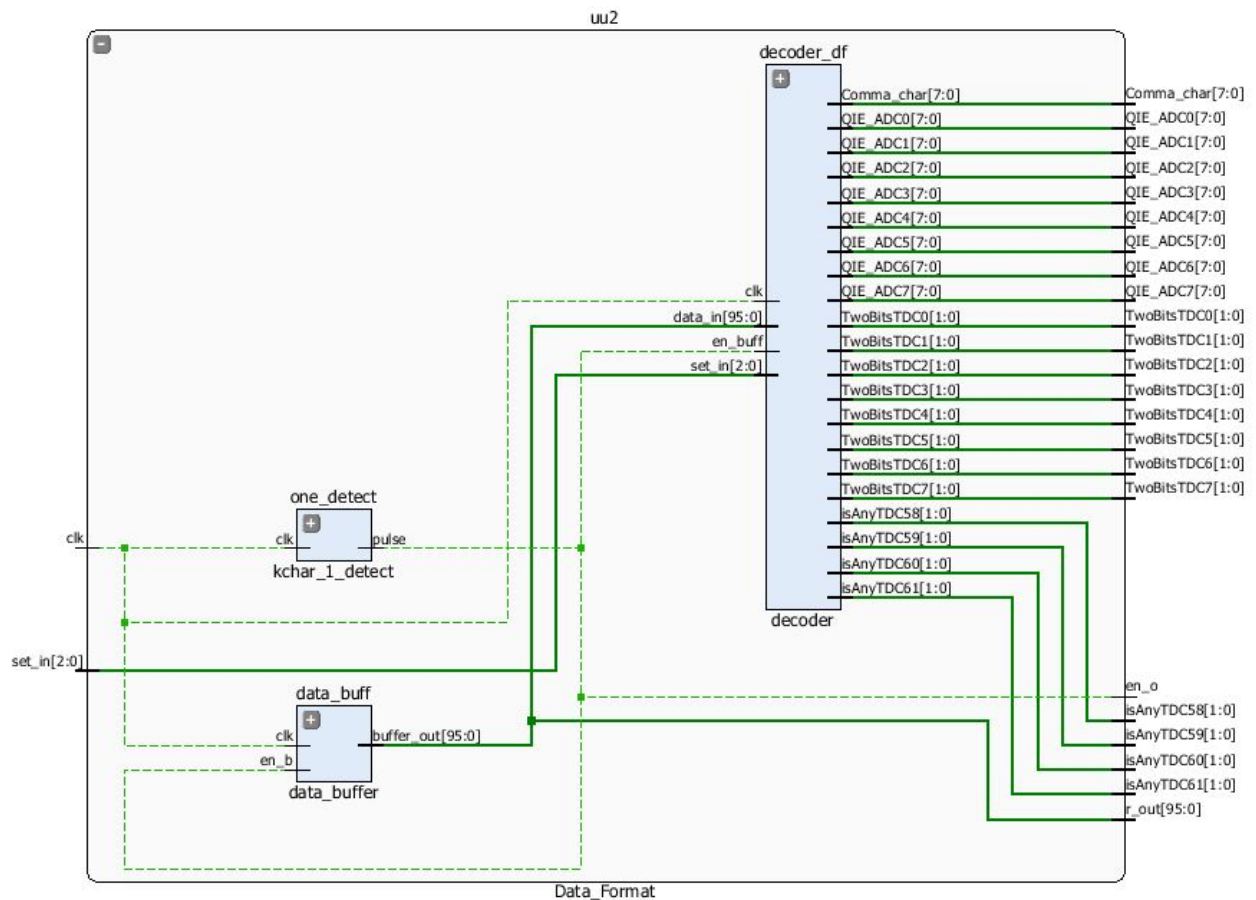 uu2
decoder_df
Comma_char[7:0] Comma_char[7:0]
QIE_ADC0[7:0] QIE_ADC0[7:0]
QIE_ADC1[7:0] QIE_ADC1[7:0]
QIE_ADC2[7:0] QIE_ADC2[7:0]
QIE_ADC3[7:0] QIE_ADC3[7:0]
QIE_ADC4[7:0] QIE_ADC4[7:0]
QIE_ADC5[7:0] QIE_ADC5[7:0]
QIE_ADC6[7:0] QIE_ADC6[7:0]
clk QIE_ADC7[7:0] QIE_ADC7[7:0]
data_in[95:0] TwoBitsTDC0[1:0] TwoBitsTDC0[1:0]
en_buff TwoBitsTDC1[1:0] TwoBitsTDC1[1:0]
set_in[2:0] TwoBitsTDC2[1:0] TwoBitsTDC2[1:0]
TwoBitsTDC3[1:0] TwoBitsTDC3[1:0]
TwoBitsTDC4[1:0] TwoBitsTDC4[1:0]
TwoBitsTDC5[1:0] TwoBitsTDC5[1:0]
TwoBitsTDC6[1:0] TwoBitsTDC6[1:0]
TwoBitsTDC7[1:0] TwoBitsTDC7[1:0]
one_detect
isAnyTDC58[1:0]
clk clk pulse isAnyTDC59[1:0]
kchar_1_detect isAnyTDC60[1:0]
isAnyTDC61[1:0]
decoder
set_in[2:0]
data_buff en_o
isAnyTDC58[1:0]
clk buffer_out[95:0] isAnyTDC59[1:0]
en_b isAnyTDC60[1:0]
data_buffer isAnyTDC61[1:0]
r_out[95:0]
Data_Format